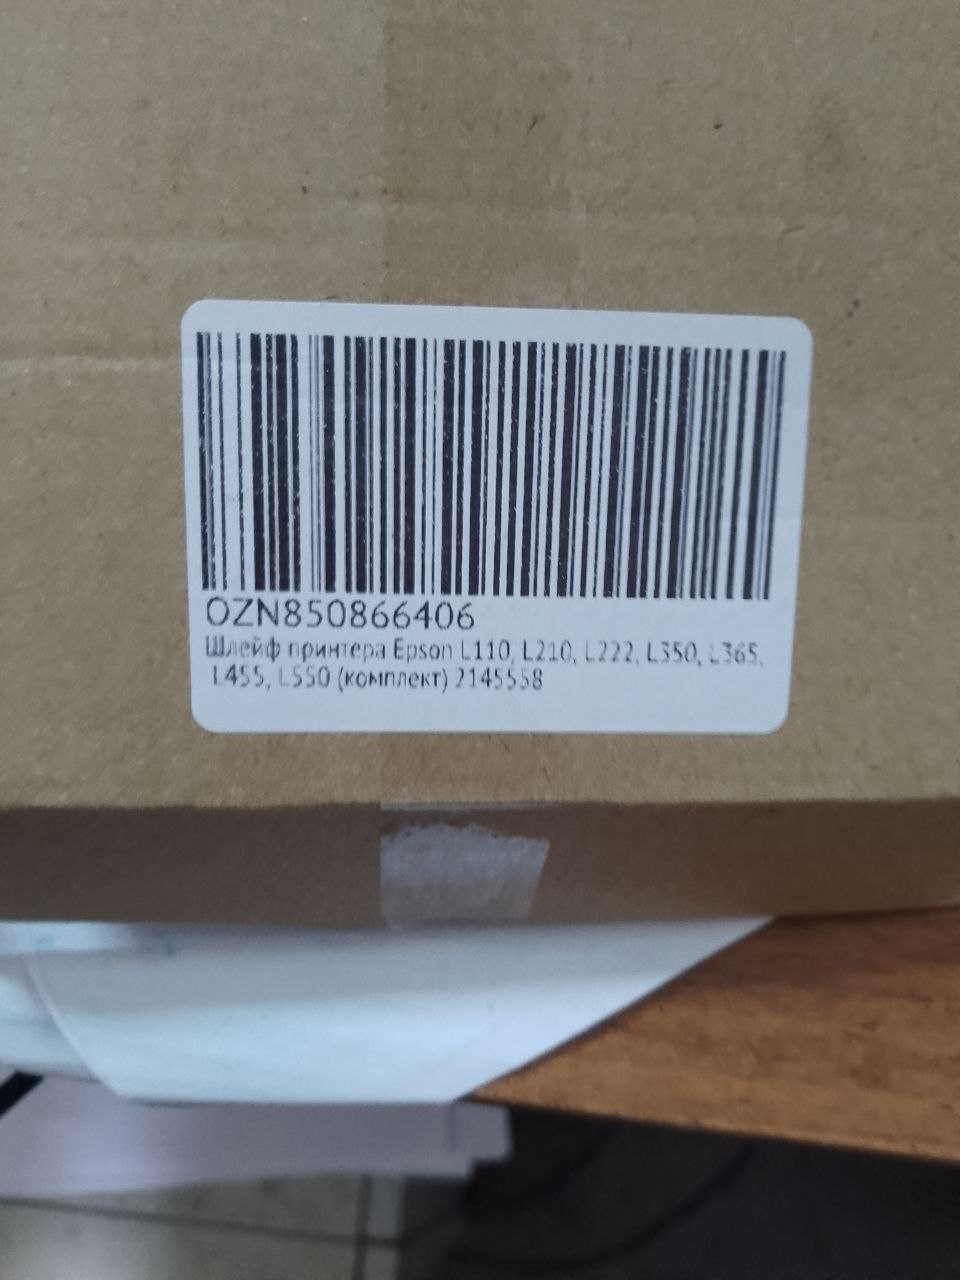 OZN850866406
Шлейф принтера Epson L110, L210, L222, L350, L365,
L455, L550 (комплект) 2145558